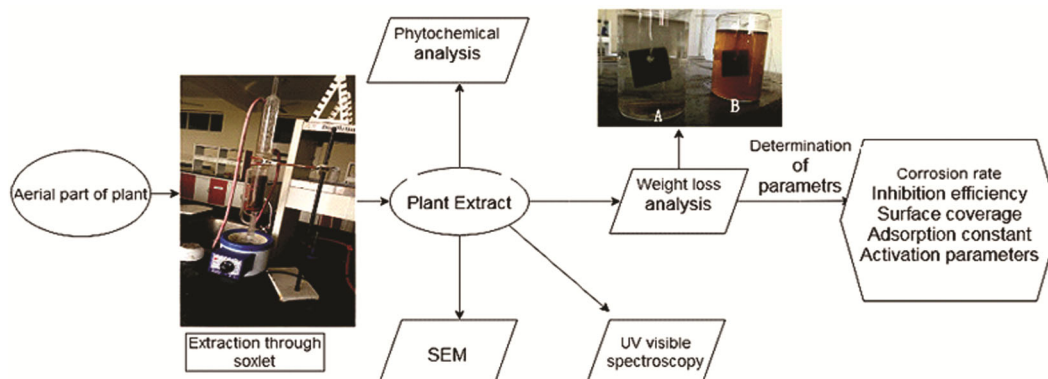 Aerial part of plant
Extraction through
soxlet
Phytochemical
analysis
Plant Extract
SEM
UV visible
spectroscopy
A
B
Weight loss
analysis
Determination
of
parametrs
Corrosion rate
Inhibition efficiency
Surface coverage
Adsorption constant
Activation parameters